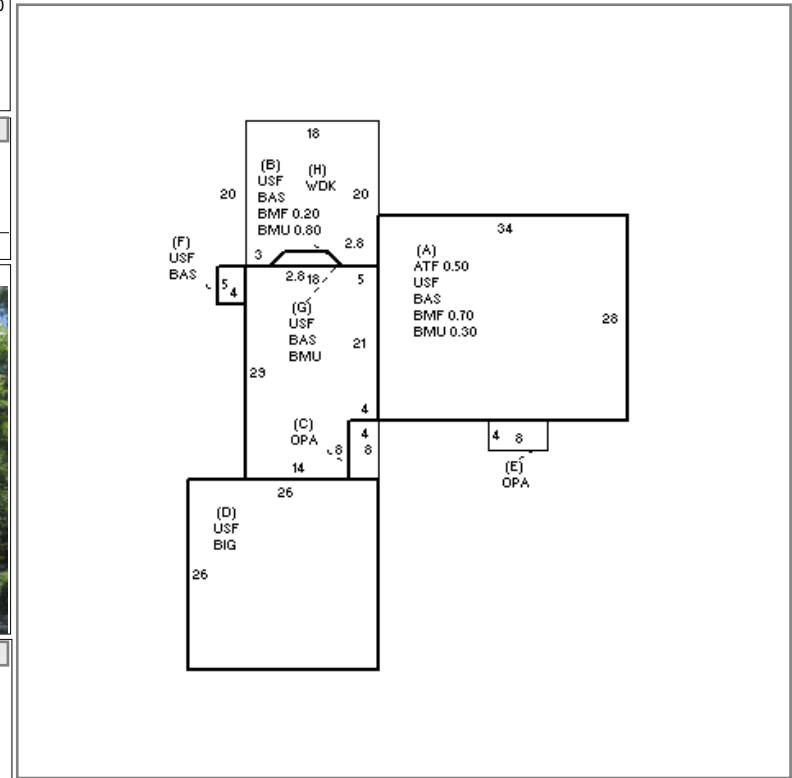 18
(B)
USF
BAS
BMF 0.20
BMU 0.80
(H)
WDK
20
20
34
(A)
ATF 0.50
USF
BAS
BMF 0.70
BMU 0.30
28
(F)
USF
BAS
3
2.8
2.8
18
5
5
4
(G)
USF
BAS
BMU
21
29
4
(C)
OPA
4
8
8
14
4
8
(E)
OPA
26
(D)
USF
BIG
26